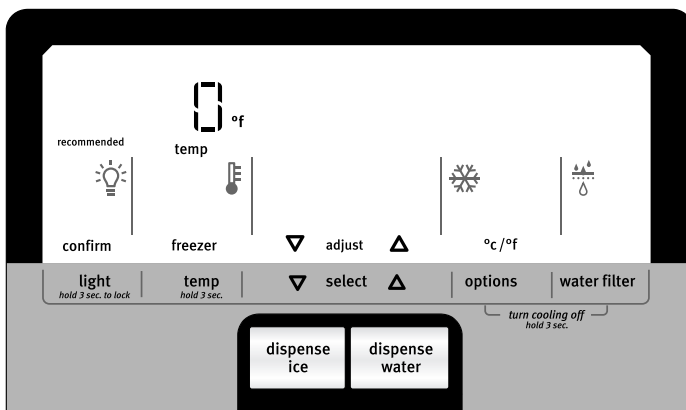 0 °f
recommended
temp
confirm freezer ▽ adjust △ °c/°f
light temp ▽ select △ options water filter
hold 3 sec. to lock hold 3 sec.
turn cooling off
hold 3 sec.
dispense ice
dispense water